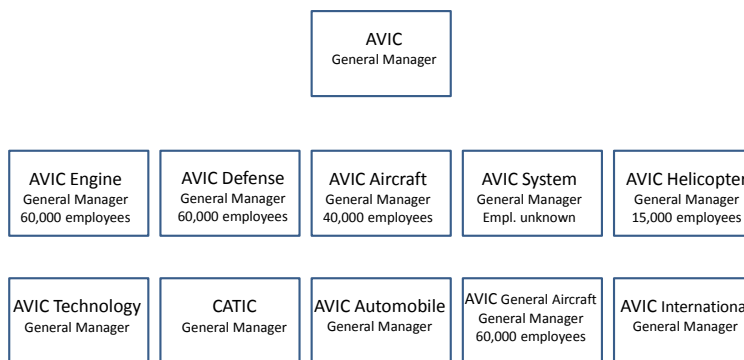 AVIC
General Manager
AVIC Engine
General Manager
60,000 employees
AVIC Defense
General Manager
60,000 employees
AVIC Aircraft
General Manager
40,000 employees
AVIC System
General Manager
Empl. unknown
AVIC Helicopter
General Manager
15,000 employees
AVIC Technology
General Manager
CATIC
General Manager
AVIC Automobile
General Manager
AVIC General Aircraft
General Manager
60,000 employees
AVIC International
General Manager